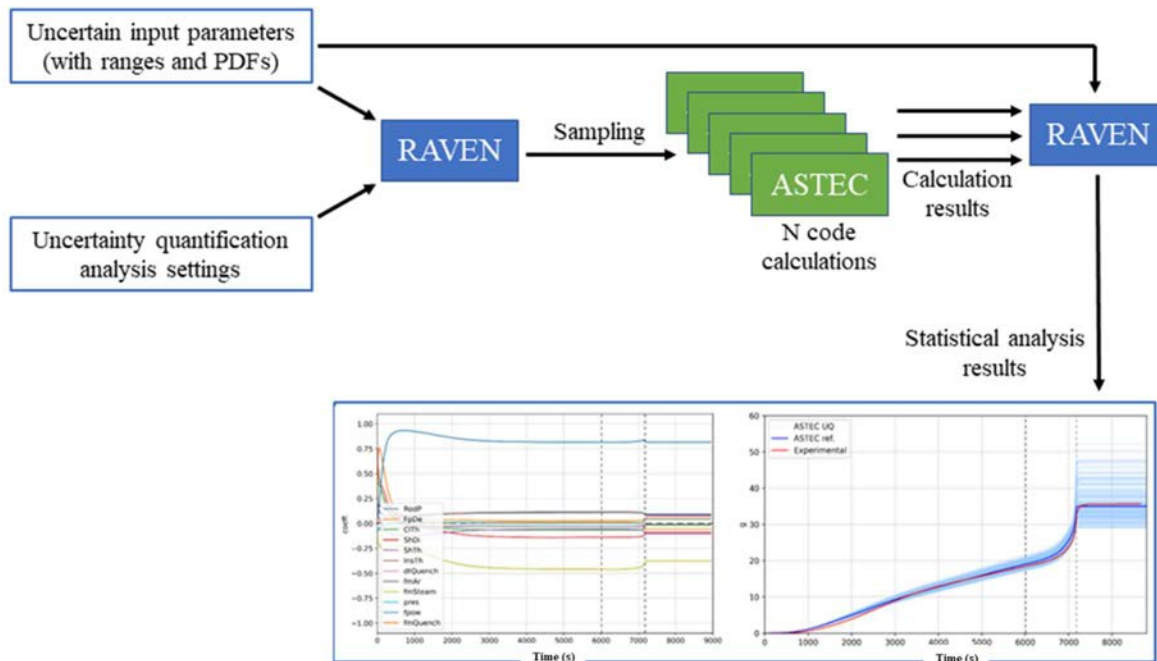 Uncertain input parameters
(with ranges and PDFs)
Uncertainty quantification
analysis settings
RAVEN
Sampling
ASTEC
N code
calculations
Calculation
results
RAVEN
Statistical analysis
results
1.00
0.75
0.50
0.25
0.00
-0.25
-0.50
-0.75
-1.00
coeff.
RodP
FpDe
ClTh
ShDi
ShTh
InsTh
dtQuench
fmAr
fmSteam
pres
fpow
fmQuench
0 1000 2000 3000 4000 5000 6000 7000 8000 9000
Time (s)
60
50
40
30
20
10
0
g
ASTEC UQ
ASTEC ref.
Experimental
0 1000 2000 3000 4000 5000 6000 7000 8000
Time (s)